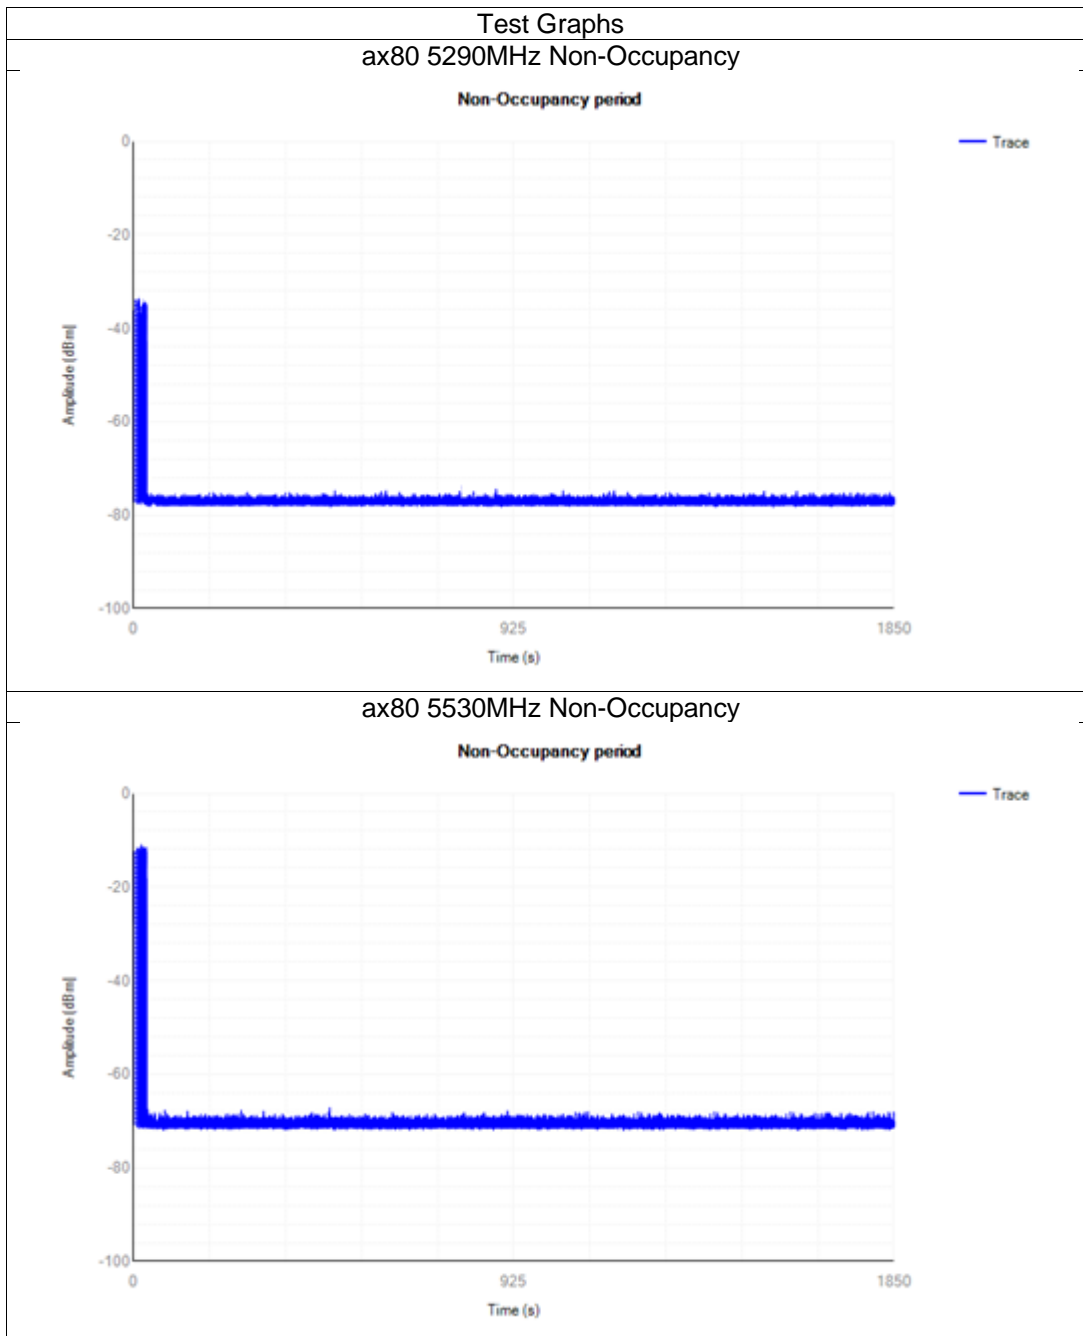 Test Graphs
ax80 5290MHz Non-Occupancy
Non-Occupancy period
Trace
0
-20
-40
-60
-80
-100
Amplitude [dBm]
0 925 1850
Time (s)
ax80 5530MHz Non-Occupancy
Non-Occupancy period
Trace
0
-20
-40
-60
-80
-100
Amplitude [dBm]
0 925 1850
Time (s)